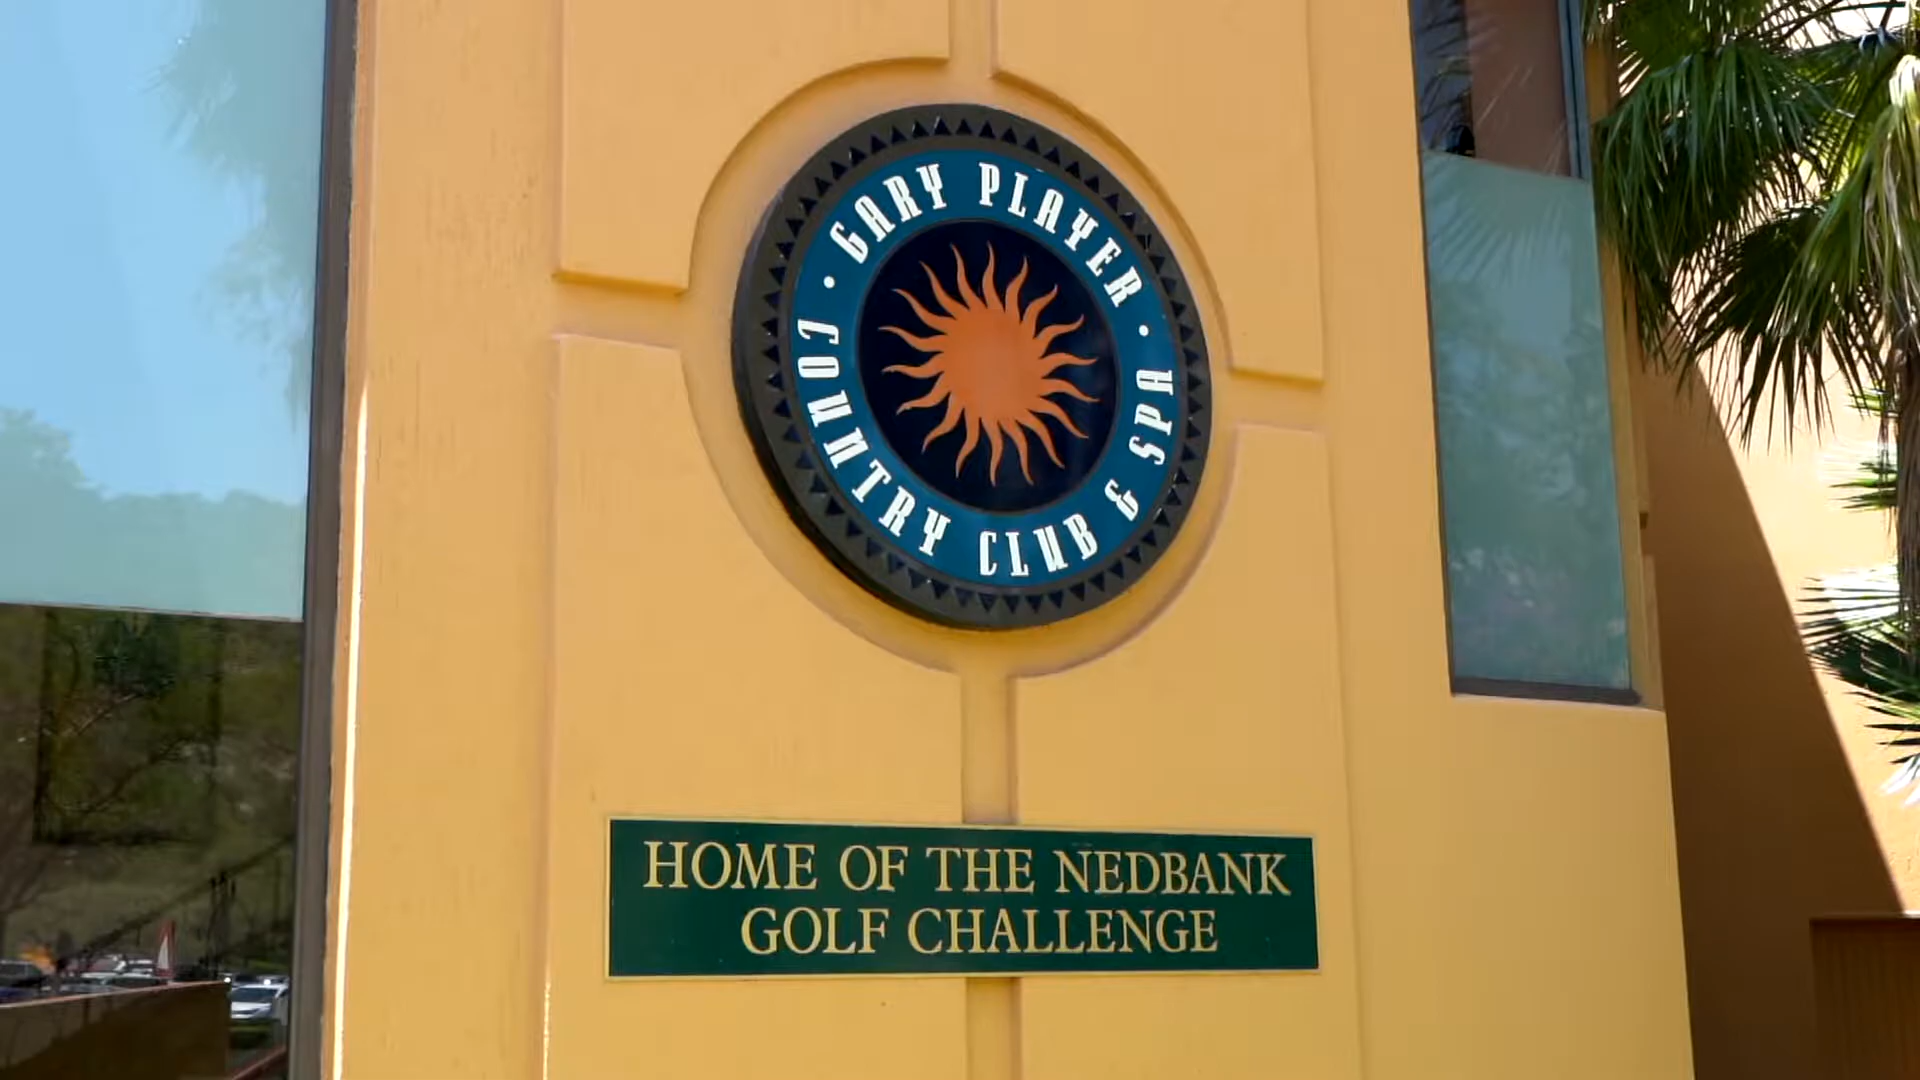 · GARY PLAYER ·
COUNTRY CLUB & SPA
HOME OF THE NEDBANK
GOLF CHALLENGE